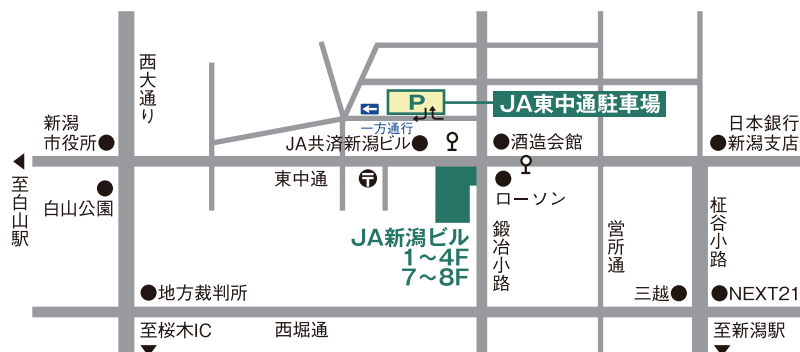 西大通り
P
JA東中通駐車場
一方通行
新潟
市役所
JA共済新潟ビル
酒造会館
日本銀行
新潟支店
至白山駅
東中通
ローソン
白山公園
JA新潟ビル
1〜4F
7〜8F
鍛冶小路
営所通
柾谷小路
地方裁判所
三越
NEXT21
至桜木IC
西堀通
至新潟駅